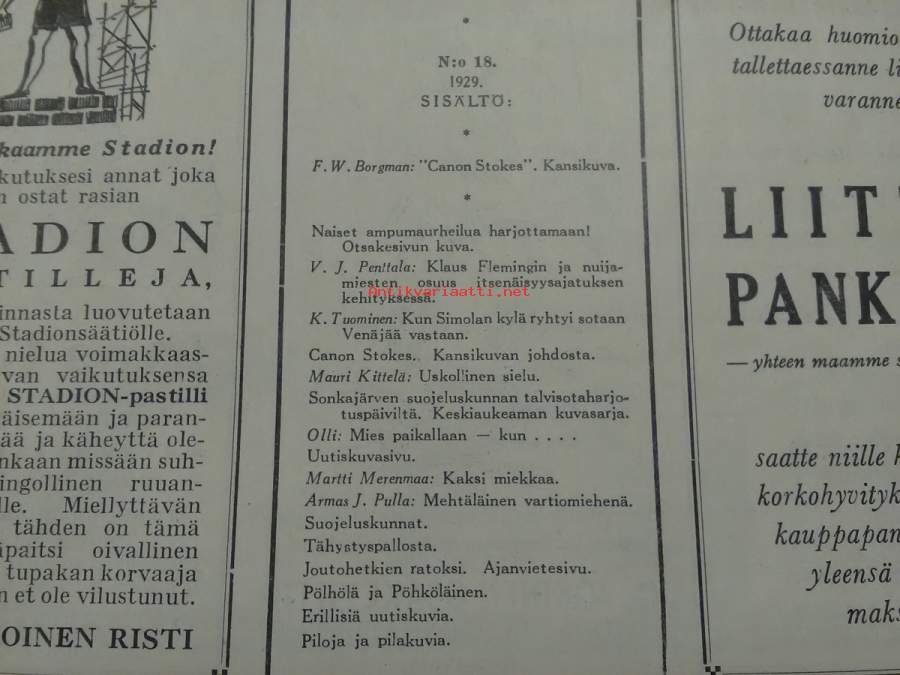 kaamme Stadion!
kutuksesi annat joka
n ostat rasian
ADION
TILLEJA,
innasta luovutetaan
Stadionsäätiölle.
nielua voimakkaas-
van vaikutuksensa
STADION-pastilli
äisemään ja paran-
ää ja käheyttä ole-
nkaan missään suh-
ingollinen ruuan-
lle. Miellyttävän
tähden on tämä
ipaitsi oivallinen
tupakan korvaaja
n et ole vilustunut.
OINEN RISTI
*
N:o 18.
1929.
SISÄLTÖ:
*
F. W. Borgman: "Canon Stokes". Kansikuva.
*
Naiset ampumaurheilua harjottamaan!
Otsakesivun kuva.
V. J. Penttala: Klaus Flemingin ja nuija-
miesten osuus itsenäisyysajatuksen
kehityksessä.
Antikvariaatti.net
K. Tuominen: Kun Simolan kylä ryhtyi sotaan
Venäjää vastaan.
Canon Stokes. Kansikuvan johdosta.
Mauri Kittelä: Uskollinen sielu.
Sonkajärven suojeluskunnan talvisotaharjo-
tuspäiviltä. Keskiaukeaman kuvasarja.
Olli: Mies paikallaan — kun . . . .
Uutiskuvasivu.
Martti Merenmaa: Kaksi miekkaa.
Armas J. Pulla: Mehtäläinen vartiomiehenä.
Suojeluskunnat.
Tähystyspallosta.
Joutohetkien ratoksi. Ajanvietesivu.
Pölhölä ja Pöhköläinen.
Erillisiä uutiskuvia.
Piloja ja pilakuvia.
Ottakaa huomio
tallettaessanne li
varanne
LIIT
PANK
— yhteen maamme s
saatte niille k
korkohyvityk
kauppapan
yleensä
maks